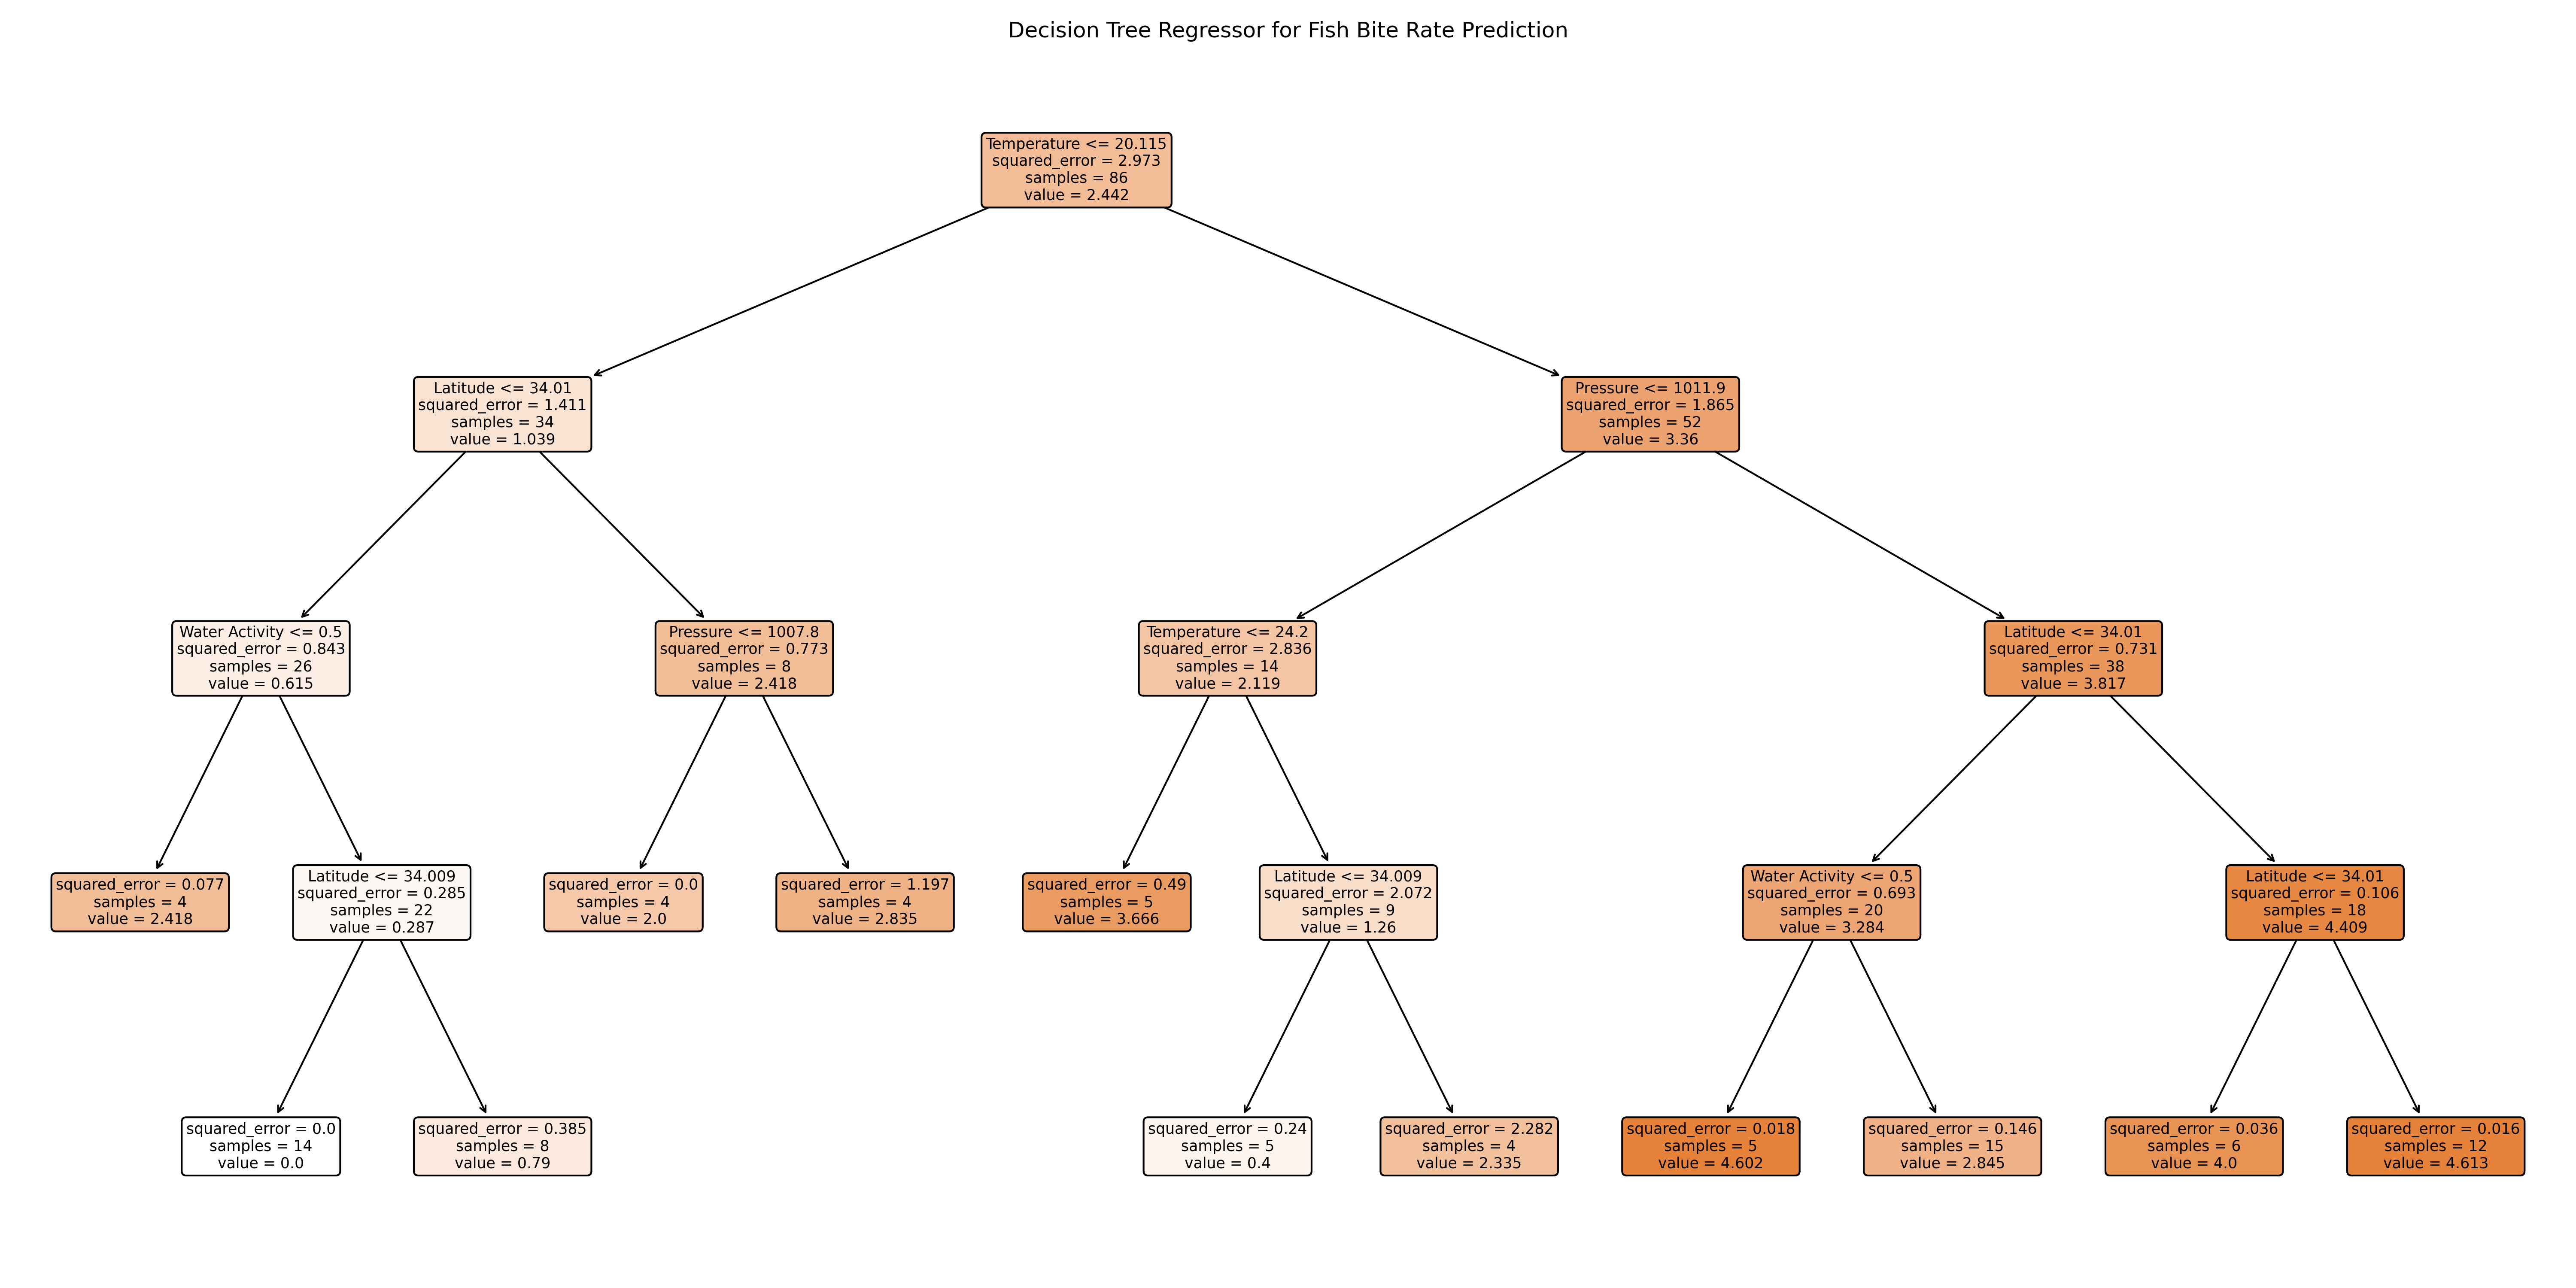 Decision Tree Regressor for Fish Bite Rate Prediction
Temperature <= 20.115
squared_error = 2.973
samples = 86
value = 2.442
Latitude <= 34.01
squared_error = 1.411
samples = 34
value = 1.039
Pressure <= 1011.9
squared_error = 1.865
samples = 52
value = 3.36
Water Activity <= 0.5
squared_error = 0.843
samples = 26
value = 0.615
Pressure <= 1007.8
squared_error = 0.773
samples = 8
value = 2.418
Temperature <= 24.2
squared_error = 2.836
samples = 14
value = 2.119
Latitude <= 34.01
squared_error = 0.731
samples = 38
value = 3.817
squared_error = 0.077
samples = 4
value = 2.418
Latitude <= 34.009
squared_error = 0.285
samples = 22
value = 0.287
squared_error = 0.0
samples = 4
value = 2.0
squared_error = 1.197
samples = 4
value = 2.835
squared_error = 0.49
samples = 5
value = 3.666
Latitude <= 34.009
squared_error = 2.072
samples = 9
value = 1.26
Water Activity <= 0.5
squared_error = 0.693
samples = 20
value = 3.284
Latitude <= 34.01
squared_error = 0.106
samples = 18
value = 4.409
squared_error = 0.0
samples = 14
value = 0.0
squared_error = 0.385
samples = 8
value = 0.79
squared_error = 0.24
samples = 5
value = 0.4
squared_error = 2.282
samples = 4
value = 2.335
squared_error = 0.018
samples = 5
value = 4.602
squared_error = 0.146
samples = 15
value = 2.845
squared_error = 0.036
samples = 6
value = 4.0
squared_error = 0.016
samples = 12
value = 4.613